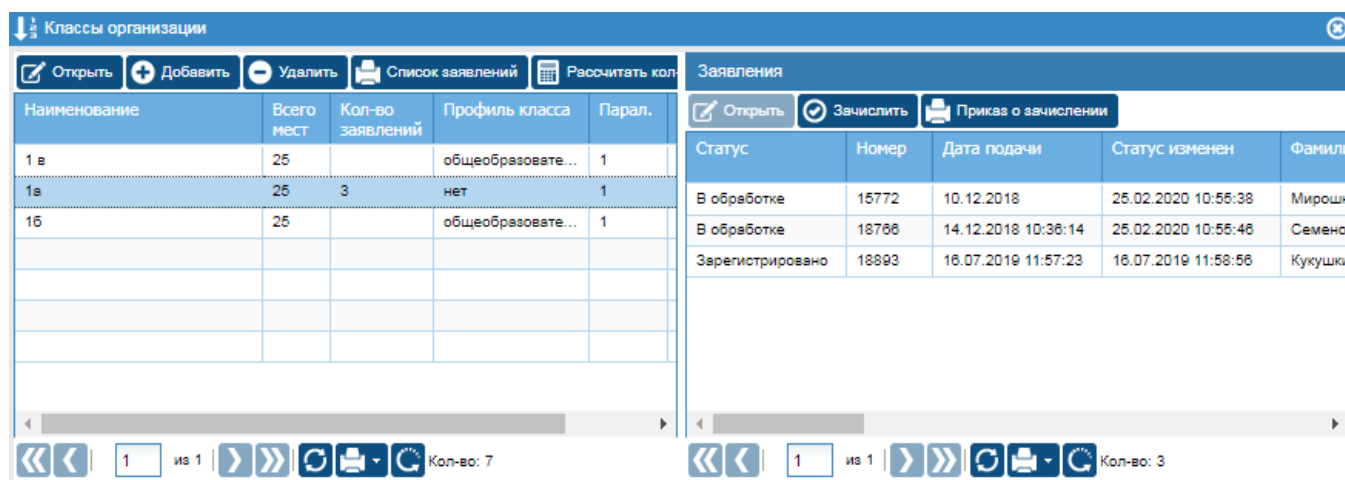 Классы организации
Открыть Добавить Удалить Список заявлений Рассчитать кол-
Наименование Всего мест Кол-во заявлений Профиль класса Парал.
1 в 25 общеобразовате... 1
1а 25 3 нет 1
1б 25 общеобразовате... 1
1 из 1 Кол-во: 7
Заявления
Открыть Зачислить Приказ о зачислении
Статус Номер Дата подачи Статус изменен Фамил
В обработке 15772 10.12.2018 25.02.2020 10:55:38 Мирош
В обработке 18766 14.12.2018 10:36:14 25.02.2020 10:55:46 Семено
Зарегистрировано 18893 16.07.2019 11:57:23 16.07.2019 11:58:56 Кукушк
1 из 1 Кол-во: 3